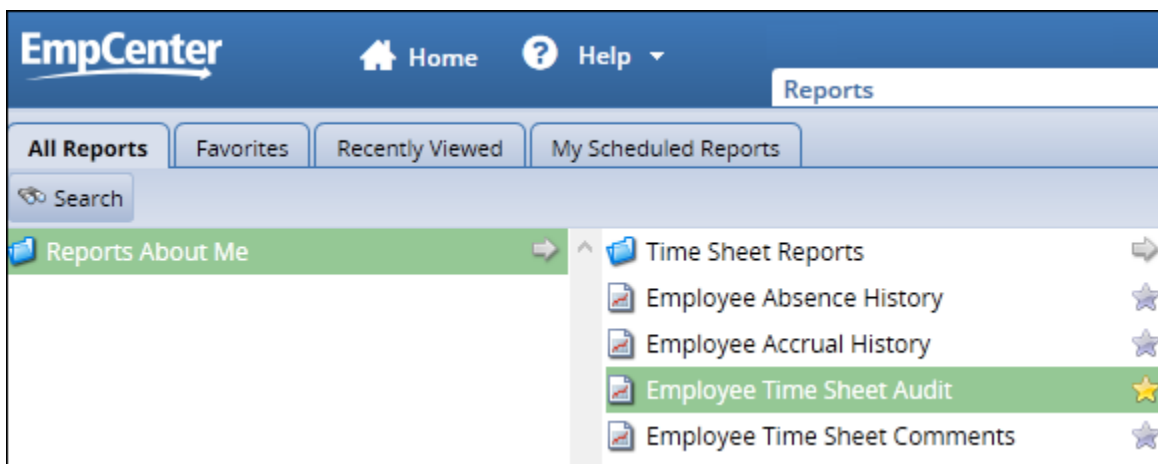 EmpCenter
Home
Help
Reports
All Reports
Favorites
Recently Viewed
My Scheduled Reports
Search
Reports About Me
Time Sheet Reports
Employee Absence History
Employee Accrual History
Employee Time Sheet Audit
Employee Time Sheet Comments